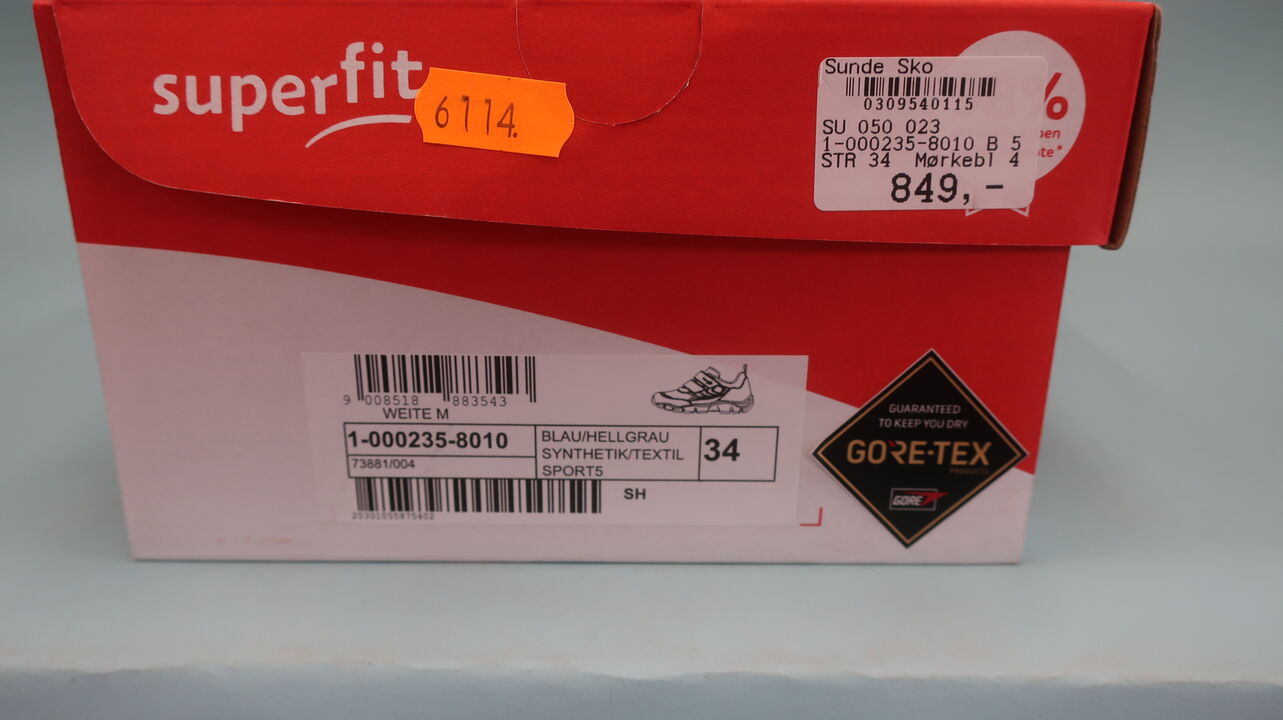 superfit
6114.
Sunde Sko
0309540115
SU 050 023
1-000235-8010 B 5
STR 34 Mørkebl 4
849,-
%
9 008518 883543
WEITE M
1-000235-8010
73881/004
BLAU/HELLGRAU
SYNTHETIK/TEXTIL
SPORT5
34
SH
GUARANTEED
TO KEEP YOU DRY
GORE-TEX
PRODUCTS
GORE